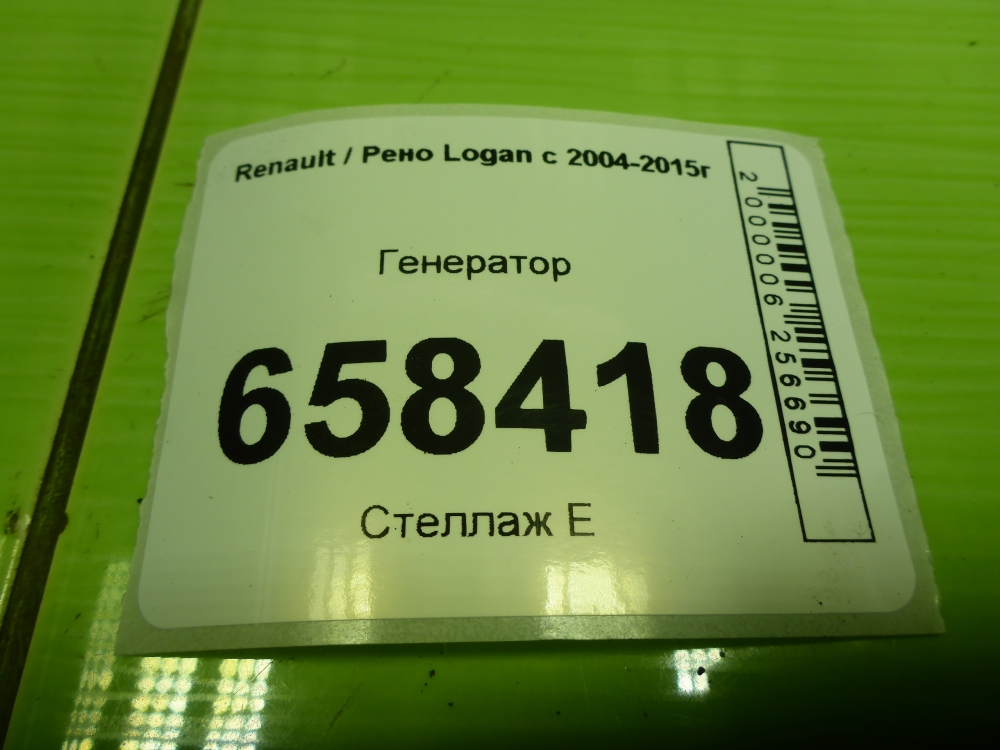 Renault / Рено Logan с 2004-2015г
Генератор
658418
Стеллаж Е
2000006256690